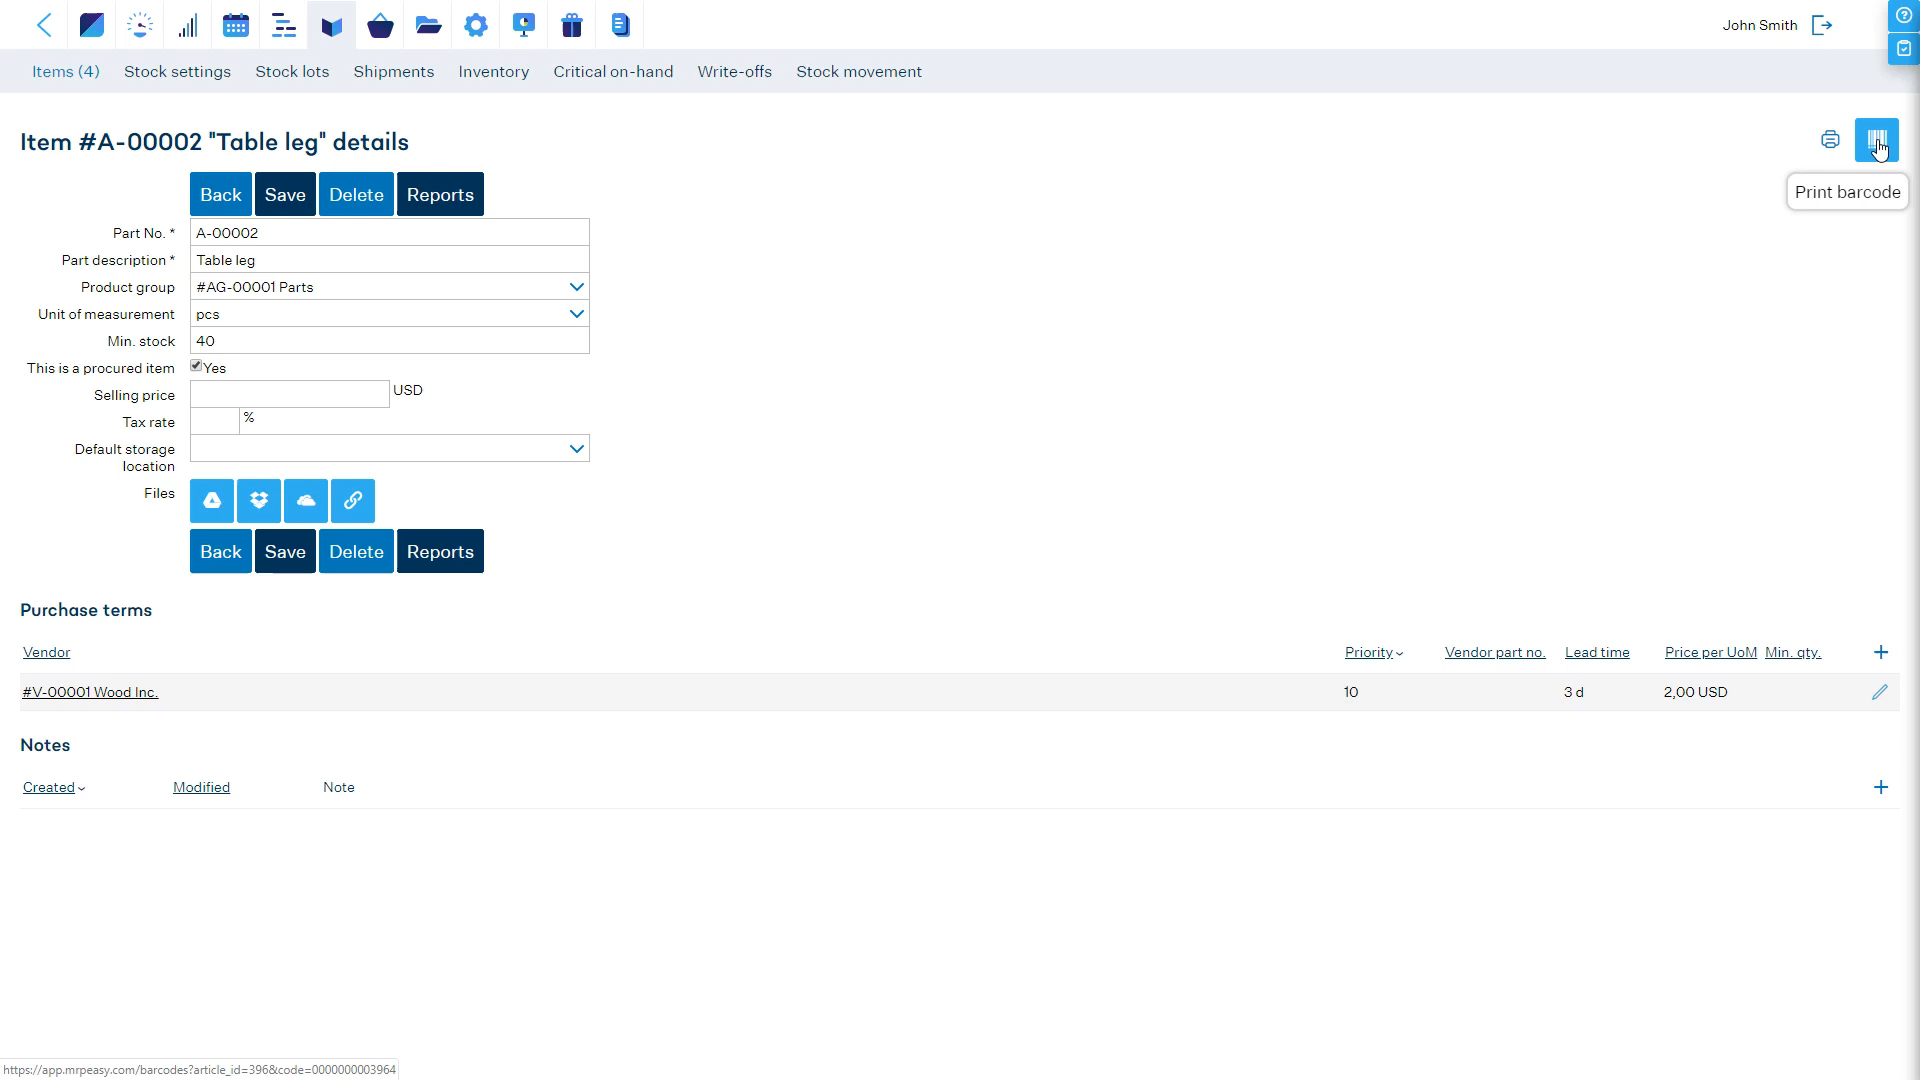 John Smith
Items (4) Stock settings Stock lots Shipments Inventory Critical on-hand Write-offs Stock movement
Item #A-00002 "Table leg" details
Print barcode
Back Save Delete Reports
Part No. * A-00002
Part description * Table leg
Product group #AG-00001 Parts
Unit of measurement pcs
Min. stock 40
This is a procured item Yes
Selling price USD
Tax rate %
Default storage
location
Files
Back Save Delete Reports
Purchase terms
Vendor Priority Vendor part no. Lead time Price per UoM Min. qty.
#V-00001 Wood Inc. 10 3 d 2,00 USD
Notes
Created Modified Note
https://app.mrpeasy.com/barcodes?article_id=396&code=0000000003964